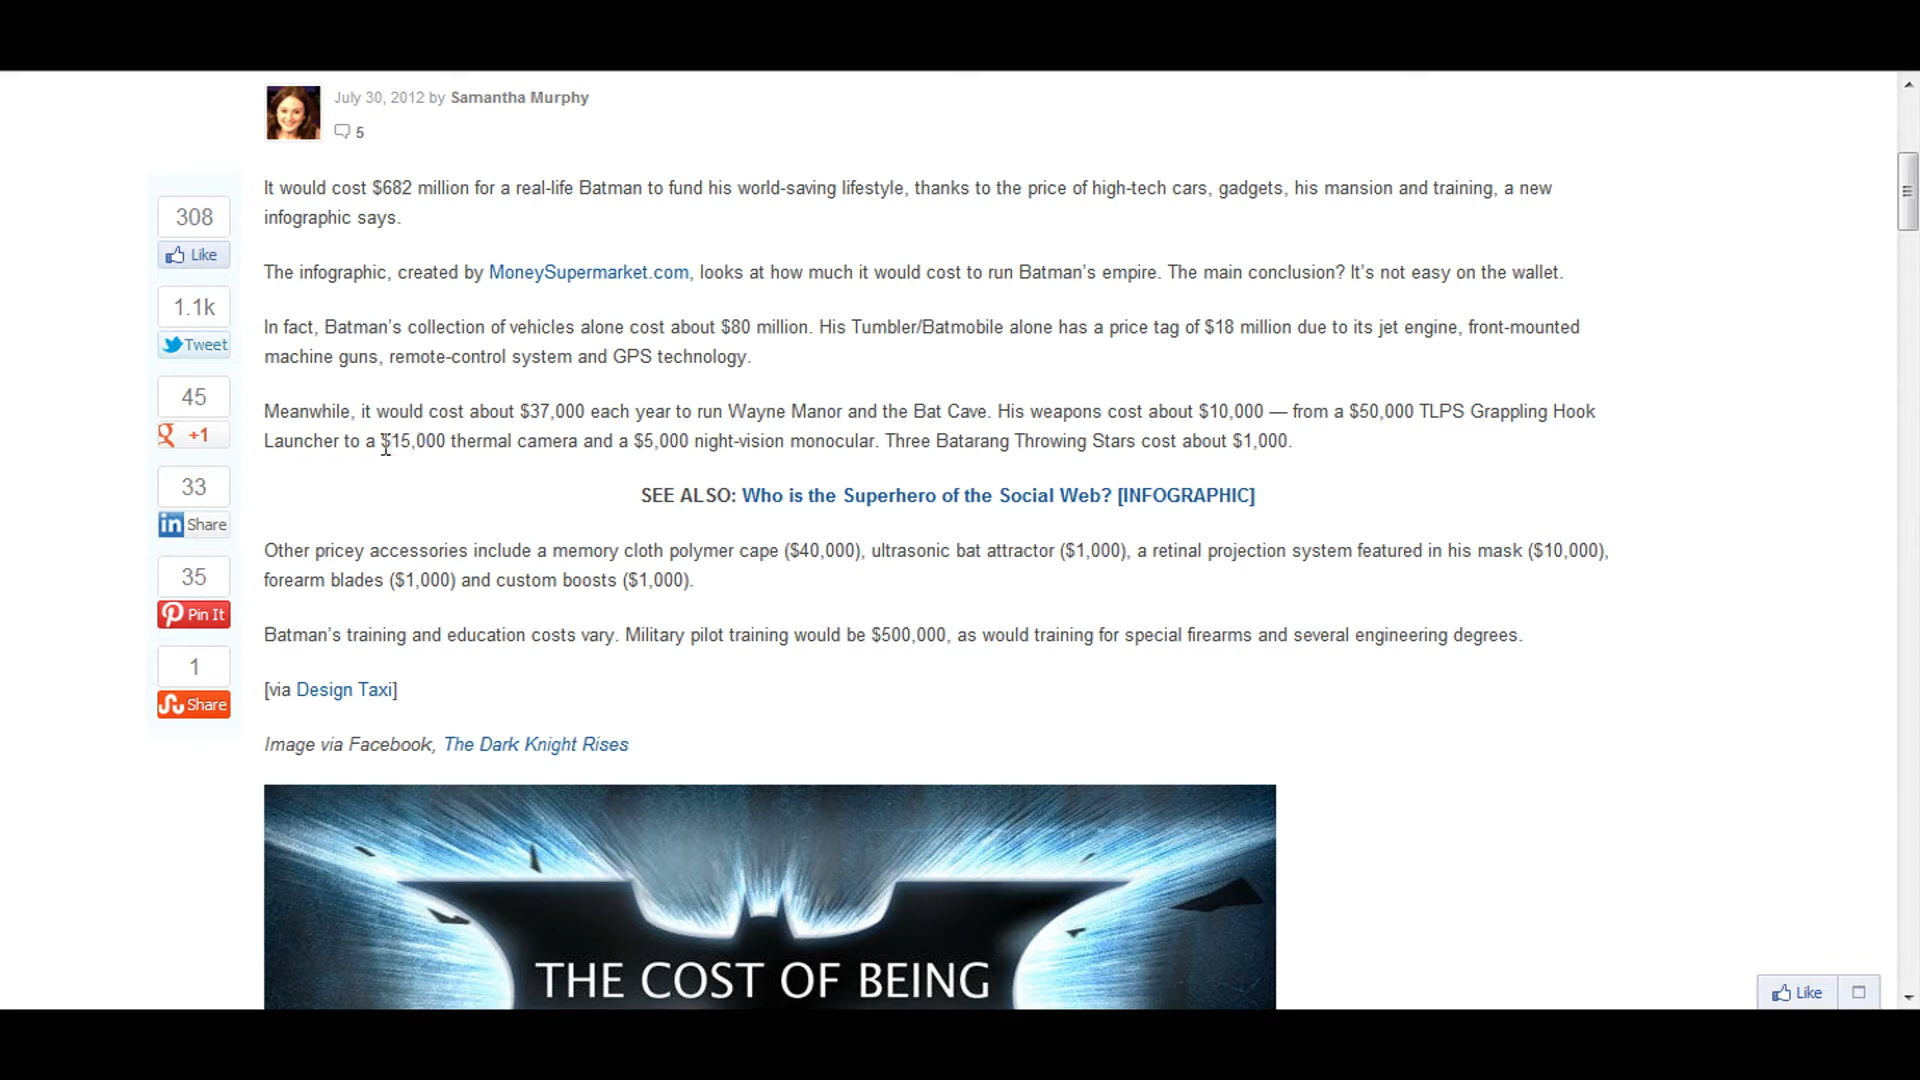 July 30, 2012 by Samantha Murphy
5
It would cost $682 million for a real-life Batman to fund his world-saving lifestyle, thanks to the price of high-tech cars, gadgets, his mansion and training, a new
infographic says.
The infographic, created by MoneySupermarket.com, looks at how much it would cost to run Batman's empire. The main conclusion? It's not easy on the wallet.
In fact, Batman's collection of vehicles alone cost about $80 million. His Tumbler/Batmobile alone has a price tag of $18 million due to its jet engine, front-mounted
machine guns, remote-control system and GPS technology.
Meanwhile, it would cost about $37,000 each year to run Wayne Manor and the Bat Cave. His weapons cost about $10,000 — from a $50,000 TLPS Grappling Hook
Launcher to a $15,000 thermal camera and a $5,000 night-vision monocular. Three Batarang Throwing Stars cost about $1,000.
SEE ALSO: Who is the Superhero of the Social Web? [INFOGRAPHIC]
Other pricey accessories include a memory cloth polymer cape ($40,000), ultrasonic bat attractor ($1,000), a retinal projection system featured in his mask ($10,000),
forearm blades ($1,000) and custom boosts ($1,000).
Batman's training and education costs vary. Military pilot training would be $500,000, as would training for special firearms and several engineering degrees.
[via Design Taxi]
Image via Facebook, The Dark Knight Rises
THE COST OF BEING
308
Like
1.1k
Tweet
45
+1
33
in Share
35
Pin It
1
Share
Like